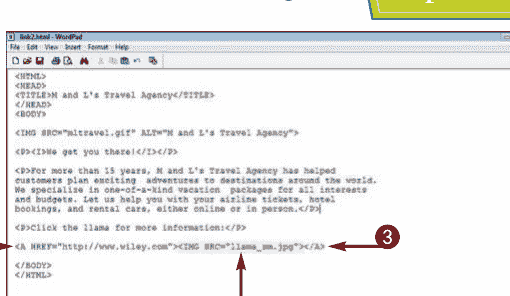 link2.html - WordPad
File Edit View Insert Format Help
<HTML>
<HEAD>
<TITLE>M and L's Travel Agency</TITLE>
</HEAD>
<BODY>
<IMG SRC="mltravel.gif" ALT="M and L's Travel Agency">
<P><I>We get you there!</I></P>
<P>For more than 15 years, M and L's Travel Agency has helped
customers plan exciting adventures to destinations around the world.
We specialize in one-of-a-kind vacation packages for all interests
and budgets. Let us help you with your airline tickets, hotel
bookings, and rental cars, either online or in person.</P>
<P>Click the llama for more information:</P>
<A HREF="http://www.wiley.com"><IMG SRC="llama_sm.jpg"></A>
3
</BODY>
</HTML>